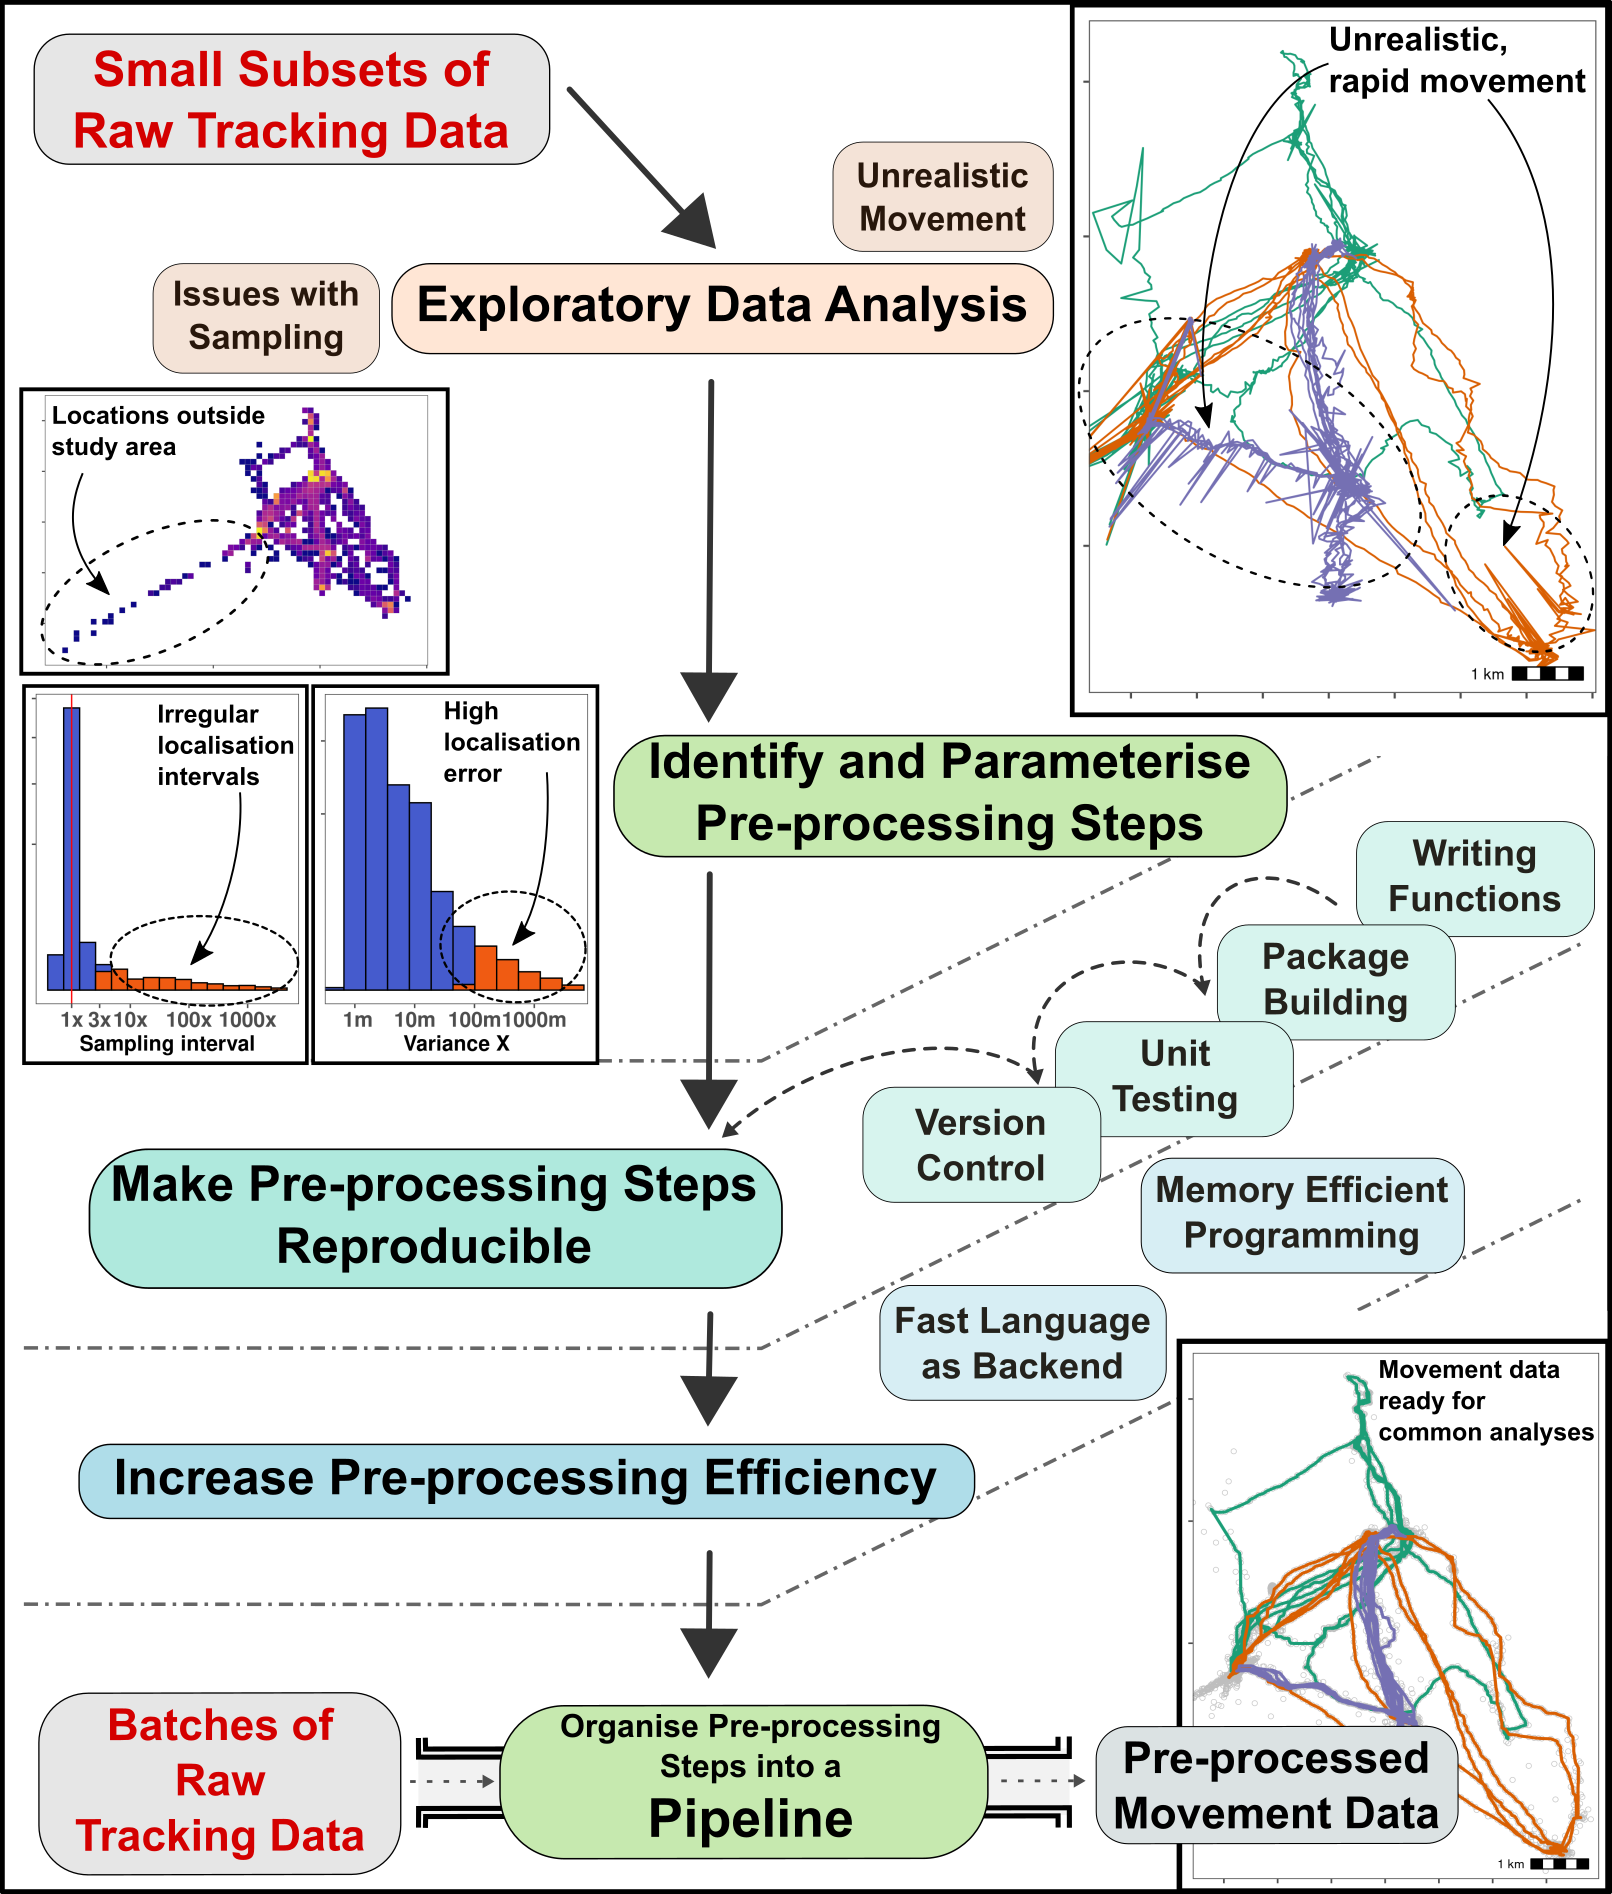 Small Subsets of
Raw Tracking Data
Unrealistic,
rapid movement
1 km
Unrealistic
Movement
Issues with
Sampling
Exploratory Data Analysis
Locations outside
study area
Irregular
localisation
intervals
1x 3x 10x 100x 1000x
Sampling interval
High
localisation
error
1m 10m 100m 1000m
Variance X
Identify and Parameterise
Pre-processing Steps
Writing
Functions
Package
Building
Unit
Testing
Version
Control
Make Pre-processing Steps
Reproducible
Memory Efficient
Programming
Fast Language
as Backend
Increase Pre-processing Efficiency
Movement data
ready for
common analyses
1 km
Batches of
Raw
Tracking Data
Organise Pre-processing
Steps into a
Pipeline
Pre-processed
Movement Data